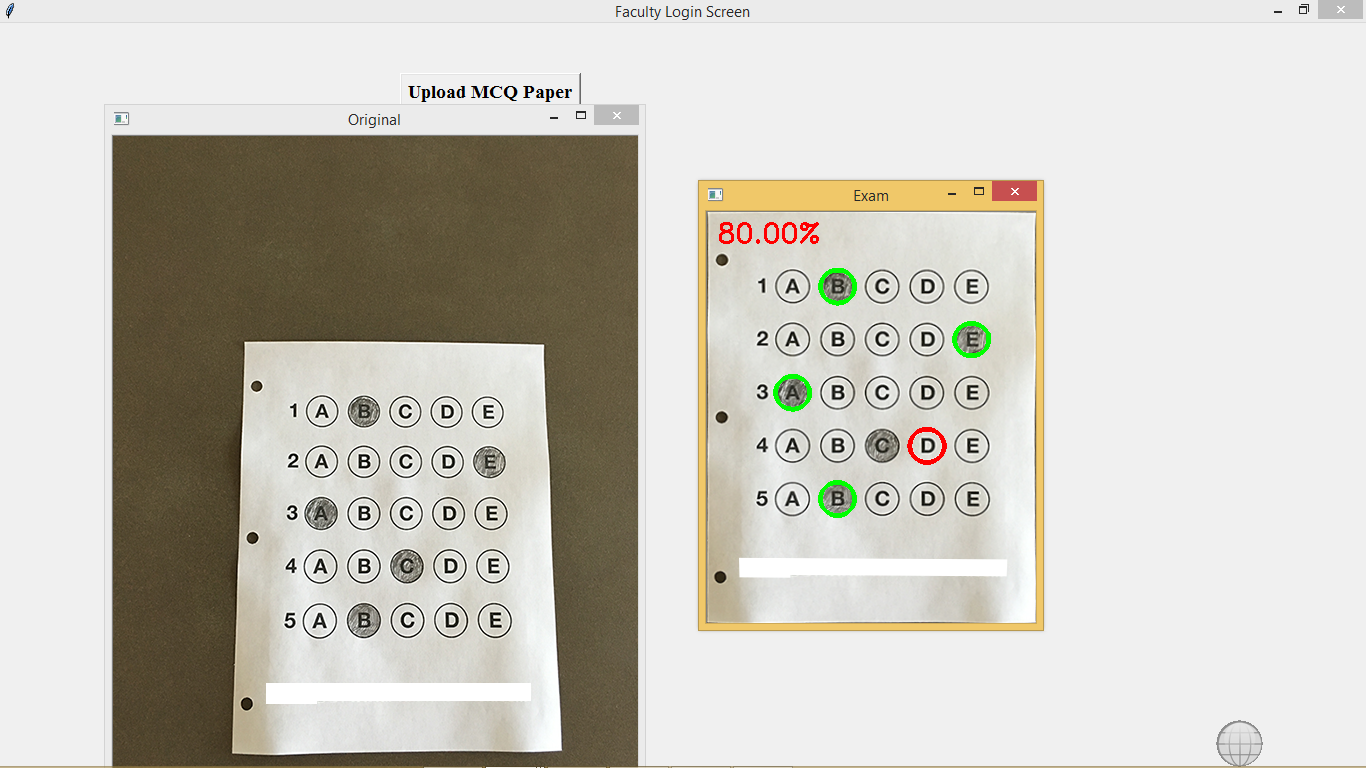 Faculty Login Screen
Upload MCQ Paper
Original
1 A B C D E
2 A B C D E
3 A B C D E
4 A B C D E
5 A B C D E
Exam
80.00%
1 A B C D E
2 A B C D E
3 A B C D E
4 A B C D E
5 A B C D E